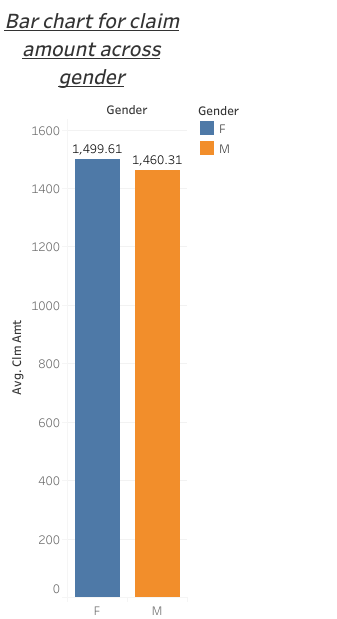 Bar chart for claim
amount across
gender
Gender
Gender
F
M
1600
1,499.61
1,460.31
1400
1200
1000
800
600
400
200
0
Avg. Clm Amt
F M